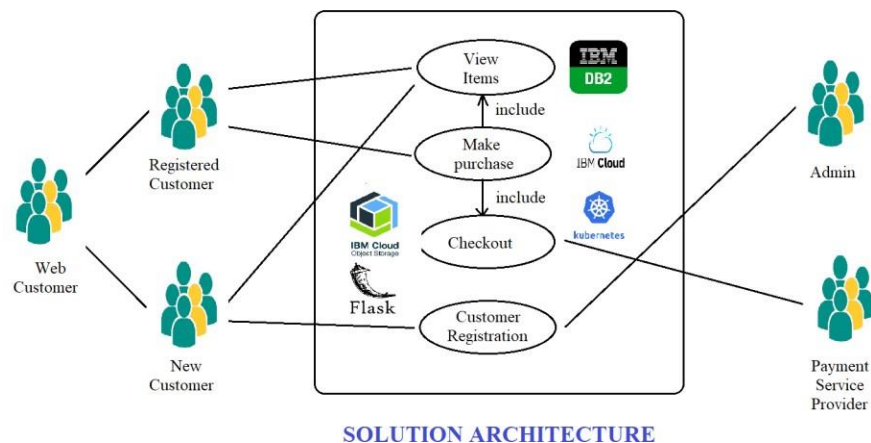 View
Items
IBM
DB2
include
Registered
Customer
Make
purchase
IBM Cloud
Admin
include
IBM Cloud
Object Storage
Checkout
kubernetes
Web
Customer
Flask
Customer
Registration
New
Customer
Payment
Service
Provider
SOLUTION ARCHITECTURE